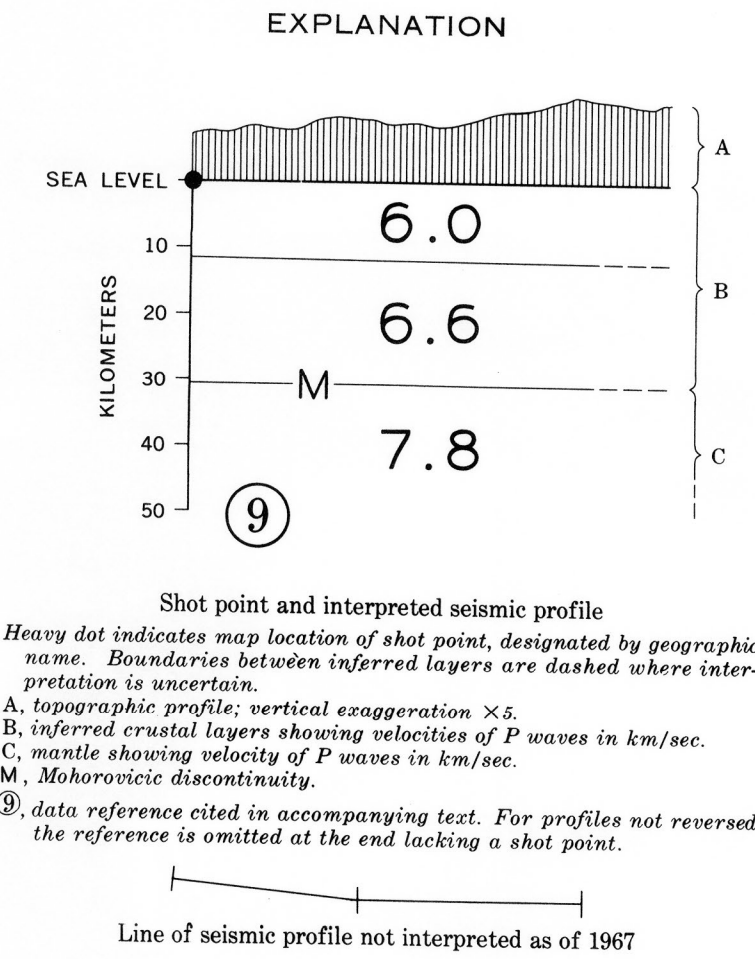 EXPLANATION
A
SEA LEVEL
6.0
10
B
KILOMETERS
20
6.6
30
M
40
7.8
C
50
9
Shot point and interpreted seismic profile
Heavy dot indicates map location of shot point, designated by geographic
name. Boundaries between inferred layers are dashed where inter-
pretation is uncertain.
A, topographic profile; vertical exaggeration ×5.
B, inferred crustal layers showing velocities of P waves in km/sec.
C, mantle showing velocity of P waves in km/sec.
M, Mohorovicic discontinuity.
⑨, data reference cited in accompanying text. For profiles not reversed
the reference is omitted at the end lacking a shot point.
Line of seismic profile not interpreted as of 1967